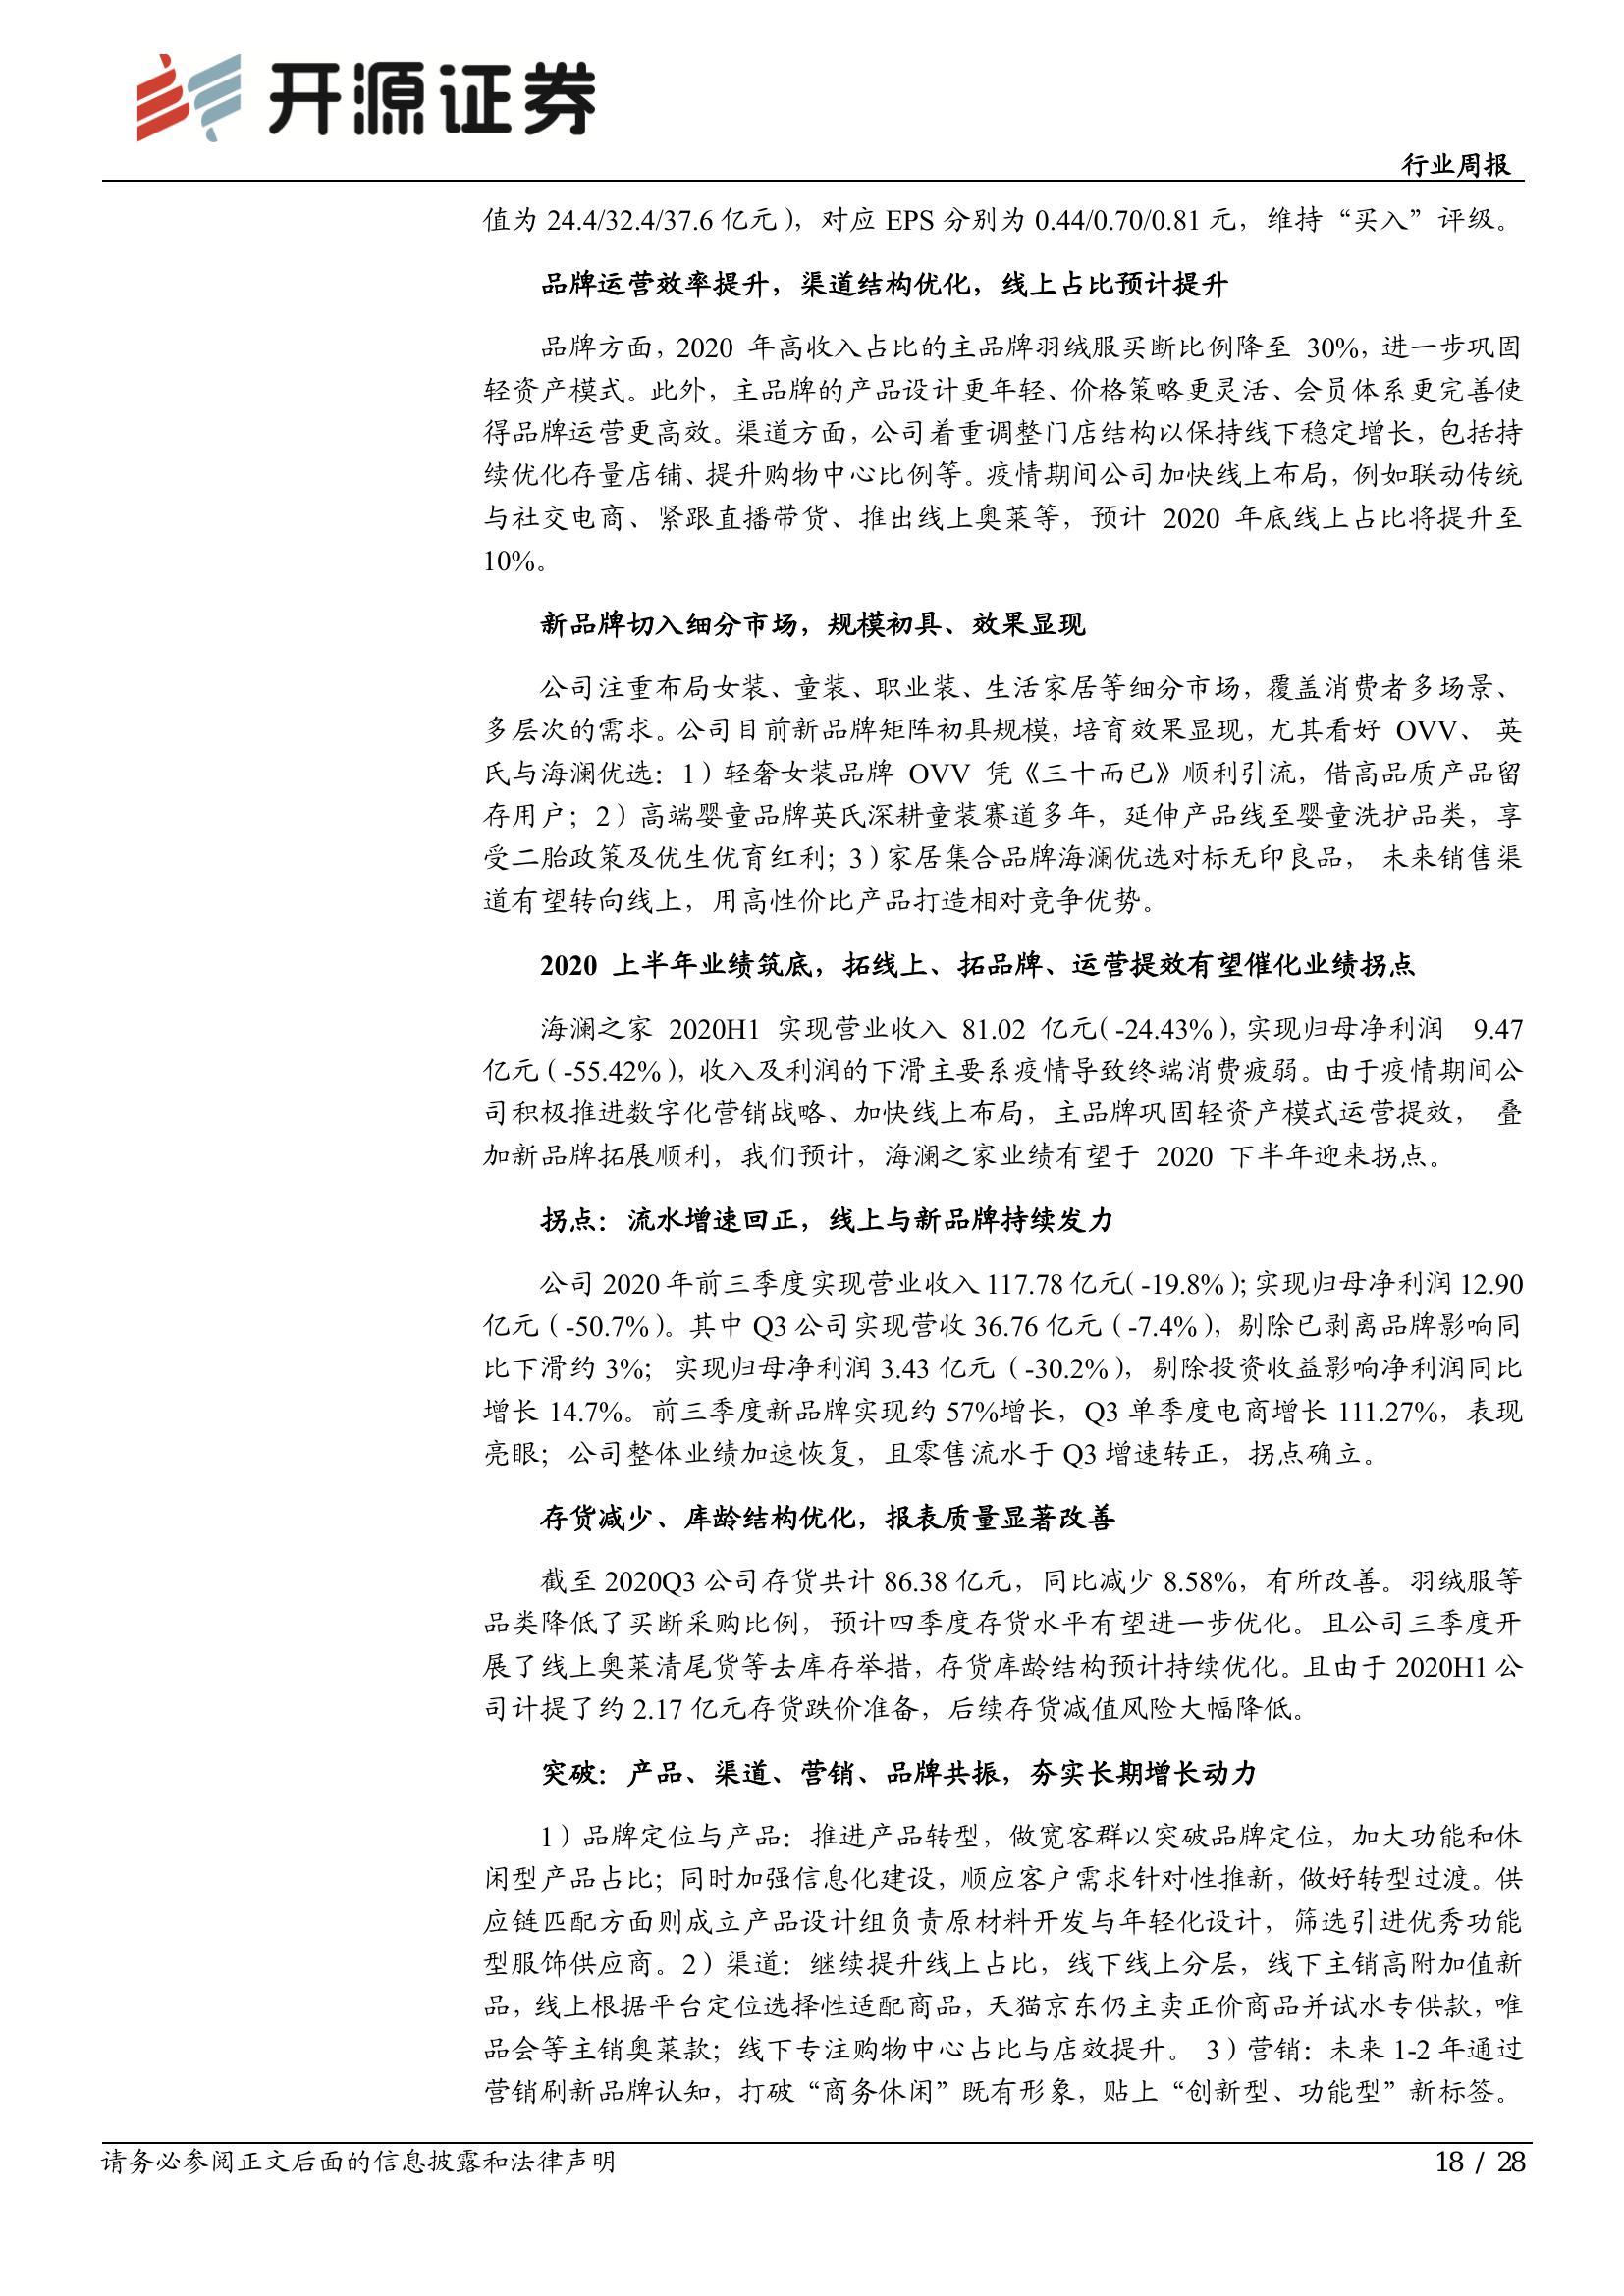 开源证券
行业周报
值为 24.4/32.4/37.6 亿元），对应 EPS 分别为 0.44/0.70/0.81 元，维持“买入”评级。
品牌运营效率提升，渠道结构优化，线上占比预计提升
品牌方面，2020 年高收入占比的主品牌羽绒服买断比例降至 30%，进一步巩固
轻资产模式。此外，主品牌的产品设计更年轻、价格策略更灵活、会员体系更完善使
得品牌运营更高效。渠道方面，公司着重调整门店结构以保持线下稳定增长，包括持
续优化存量店铺、提升购物中心比例等。疫情期间公司加快线上布局，例如联动传统
与社交电商、紧跟直播带货、推出线上奥莱等，预计 2020 年底线上占比将提升至
10%。
新品牌切入细分市场，规模初具、效果显现
公司注重布局女装、童装、职业装、生活家居等细分市场，覆盖消费者多场景、
多层次的需求。公司目前新品牌矩阵初具规模，培育效果显现，尤其看好 OVV、 英
氏与海澜优选：1）轻奢女装品牌 OVV 凭《三十而已》顺利引流，借高品质产品留
存用户；2）高端婴童品牌英氏深耕童装赛道多年，延伸产品线至婴童洗护品类，享
受二胎政策及优生优育红利；3）家居集合品牌海澜优选对标无印良品， 未来销售渠
道有望转向线上，用高性价比产品打造相对竞争优势。
2020 上半年业绩筑底，拓线上、拓品牌、运营提效有望催化业绩拐点
海澜之家 2020H1 实现营业收入 81.02 亿元（-24.43%），实现归母净利润 9.47
亿元（-55.42%），收入及利润的下滑主要系疫情导致终端消费疲弱。由于疫情期间公
司积极推进数字化营销战略、加快线上布局，主品牌巩固轻资产模式运营提效， 叠
加新品牌拓展顺利，我们预计，海澜之家业绩有望于 2020 下半年迎来拐点。
拐点：流水增速回正，线上与新品牌持续发力
公司 2020 年前三季度实现营业收入 117.78 亿元（-19.8%）；实现归母净利润 12.90
亿元（-50.7%）。其中 Q3 公司实现营收 36.76 亿元（-7.4%），剔除已剥离品牌影响同
比下滑约 3%；实现归母净利润 3.43 亿元（-30.2%），剔除投资收益影响净利润同比
增长 14.7%。前三季度新品牌实现约 57%增长，Q3 单季度电商增长 111.27%，表现
亮眼；公司整体业绩加速恢复，且零售流水于 Q3 增速转正，拐点确立。
存货减少、库龄结构优化，报表质量显著改善
截至 2020Q3 公司存货共计 86.38 亿元，同比减少 8.58%，有所改善。羽绒服等
品类降低了买断采购比例，预计四季度存货水平有望进一步优化。且公司三季度开
展了线上奥莱清尾货等去库存举措，存货库龄结构预计持续优化。且由于 2020H1 公
司计提了约 2.17 亿元存货跌价准备，后续存货减值风险大幅降低。
突破：产品、渠道、营销、品牌共振，夯实长期增长动力
1）品牌定位与产品：推进产品转型，做宽客群以突破品牌定位，加大功能和休
闲型产品占比；同时加强信息化建设，顺应客户需求针对性推新，做好转型过渡。供
应链匹配方面则成立产品设计组负责原材料开发与年轻化设计，筛选引进优秀功能
型服饰供应商。2）渠道：继续提升线上占比，线下线上分层，线下主销高附加值新
品，线上根据平台定位选择性适配商品，天猫京东仍主卖正价商品并试水专供款，唯
品会等主销奥莱款；线下专注购物中心占比与店效提升。 3）营销：未来 1-2 年通过
营销刷新品牌认知，打破“商务休闲”既有形象，贴上“创新型、功能型”新标签。
请务必参阅正文后面的信息披露和法律声明
18 / 28